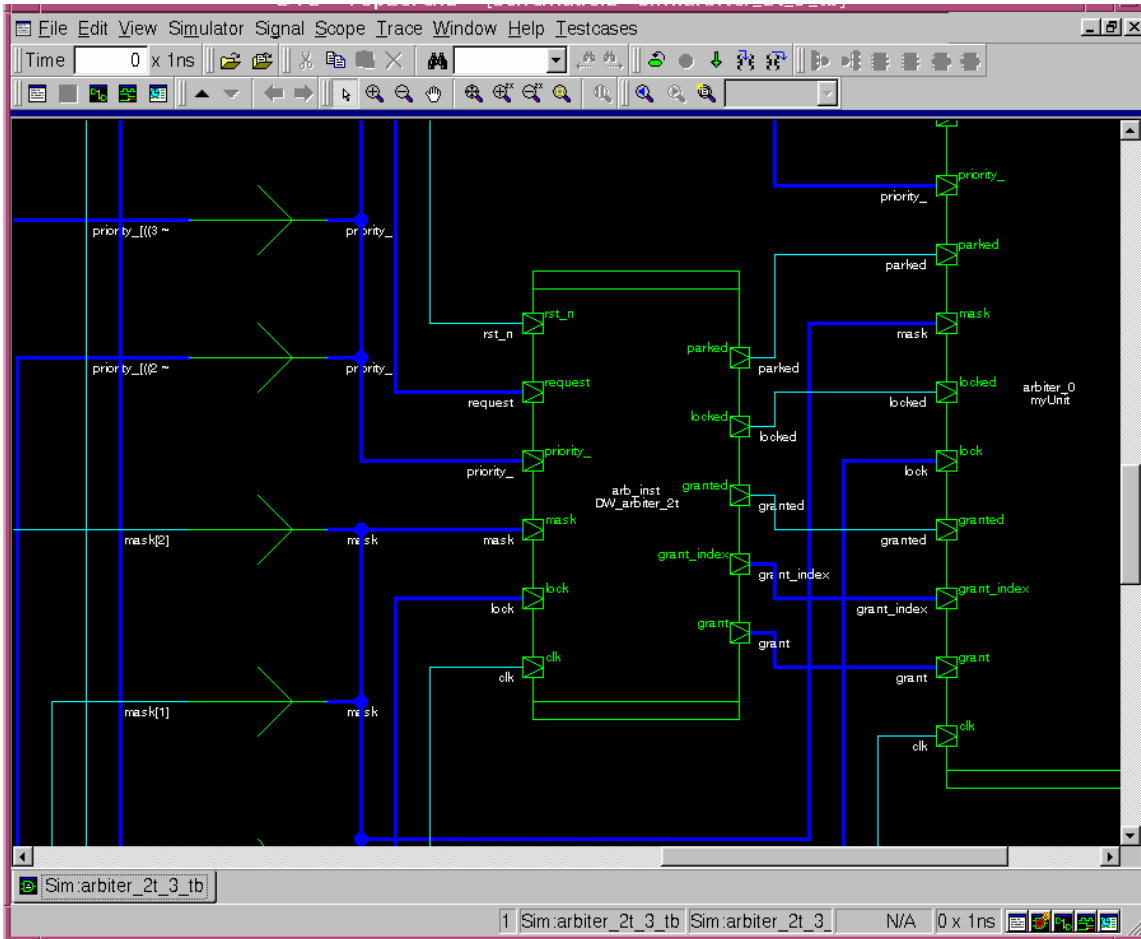 File Edit View Simulator Signal Scope Trace Window Help Testcases
Time 0 x 1ns
priority_[((3 ~
priority_
priority_[((2 ~
priority_
mask[2]
mask
mask[1]
mask
rst_n
rst_n
request
request
priority_
priority_
mask
mask
lock
lock
clk
clk
arb_inst
DW_arbiter_2t
parked
parked
locked
locked
granted
granted
grant_index
grant_index
grant
grant
priority_
priority_
parked
parked
mask
mask
locked
locked
lock
lock
granted
granted
grant_index
grant_index
grant
grant
clk
clk
arbiter_0
myUnit
Sim:arbiter_2t_3_tb
1 Sim:arbiter_2t_3_tb Sim:arbiter_2t_3_ N/A 0 x 1ns